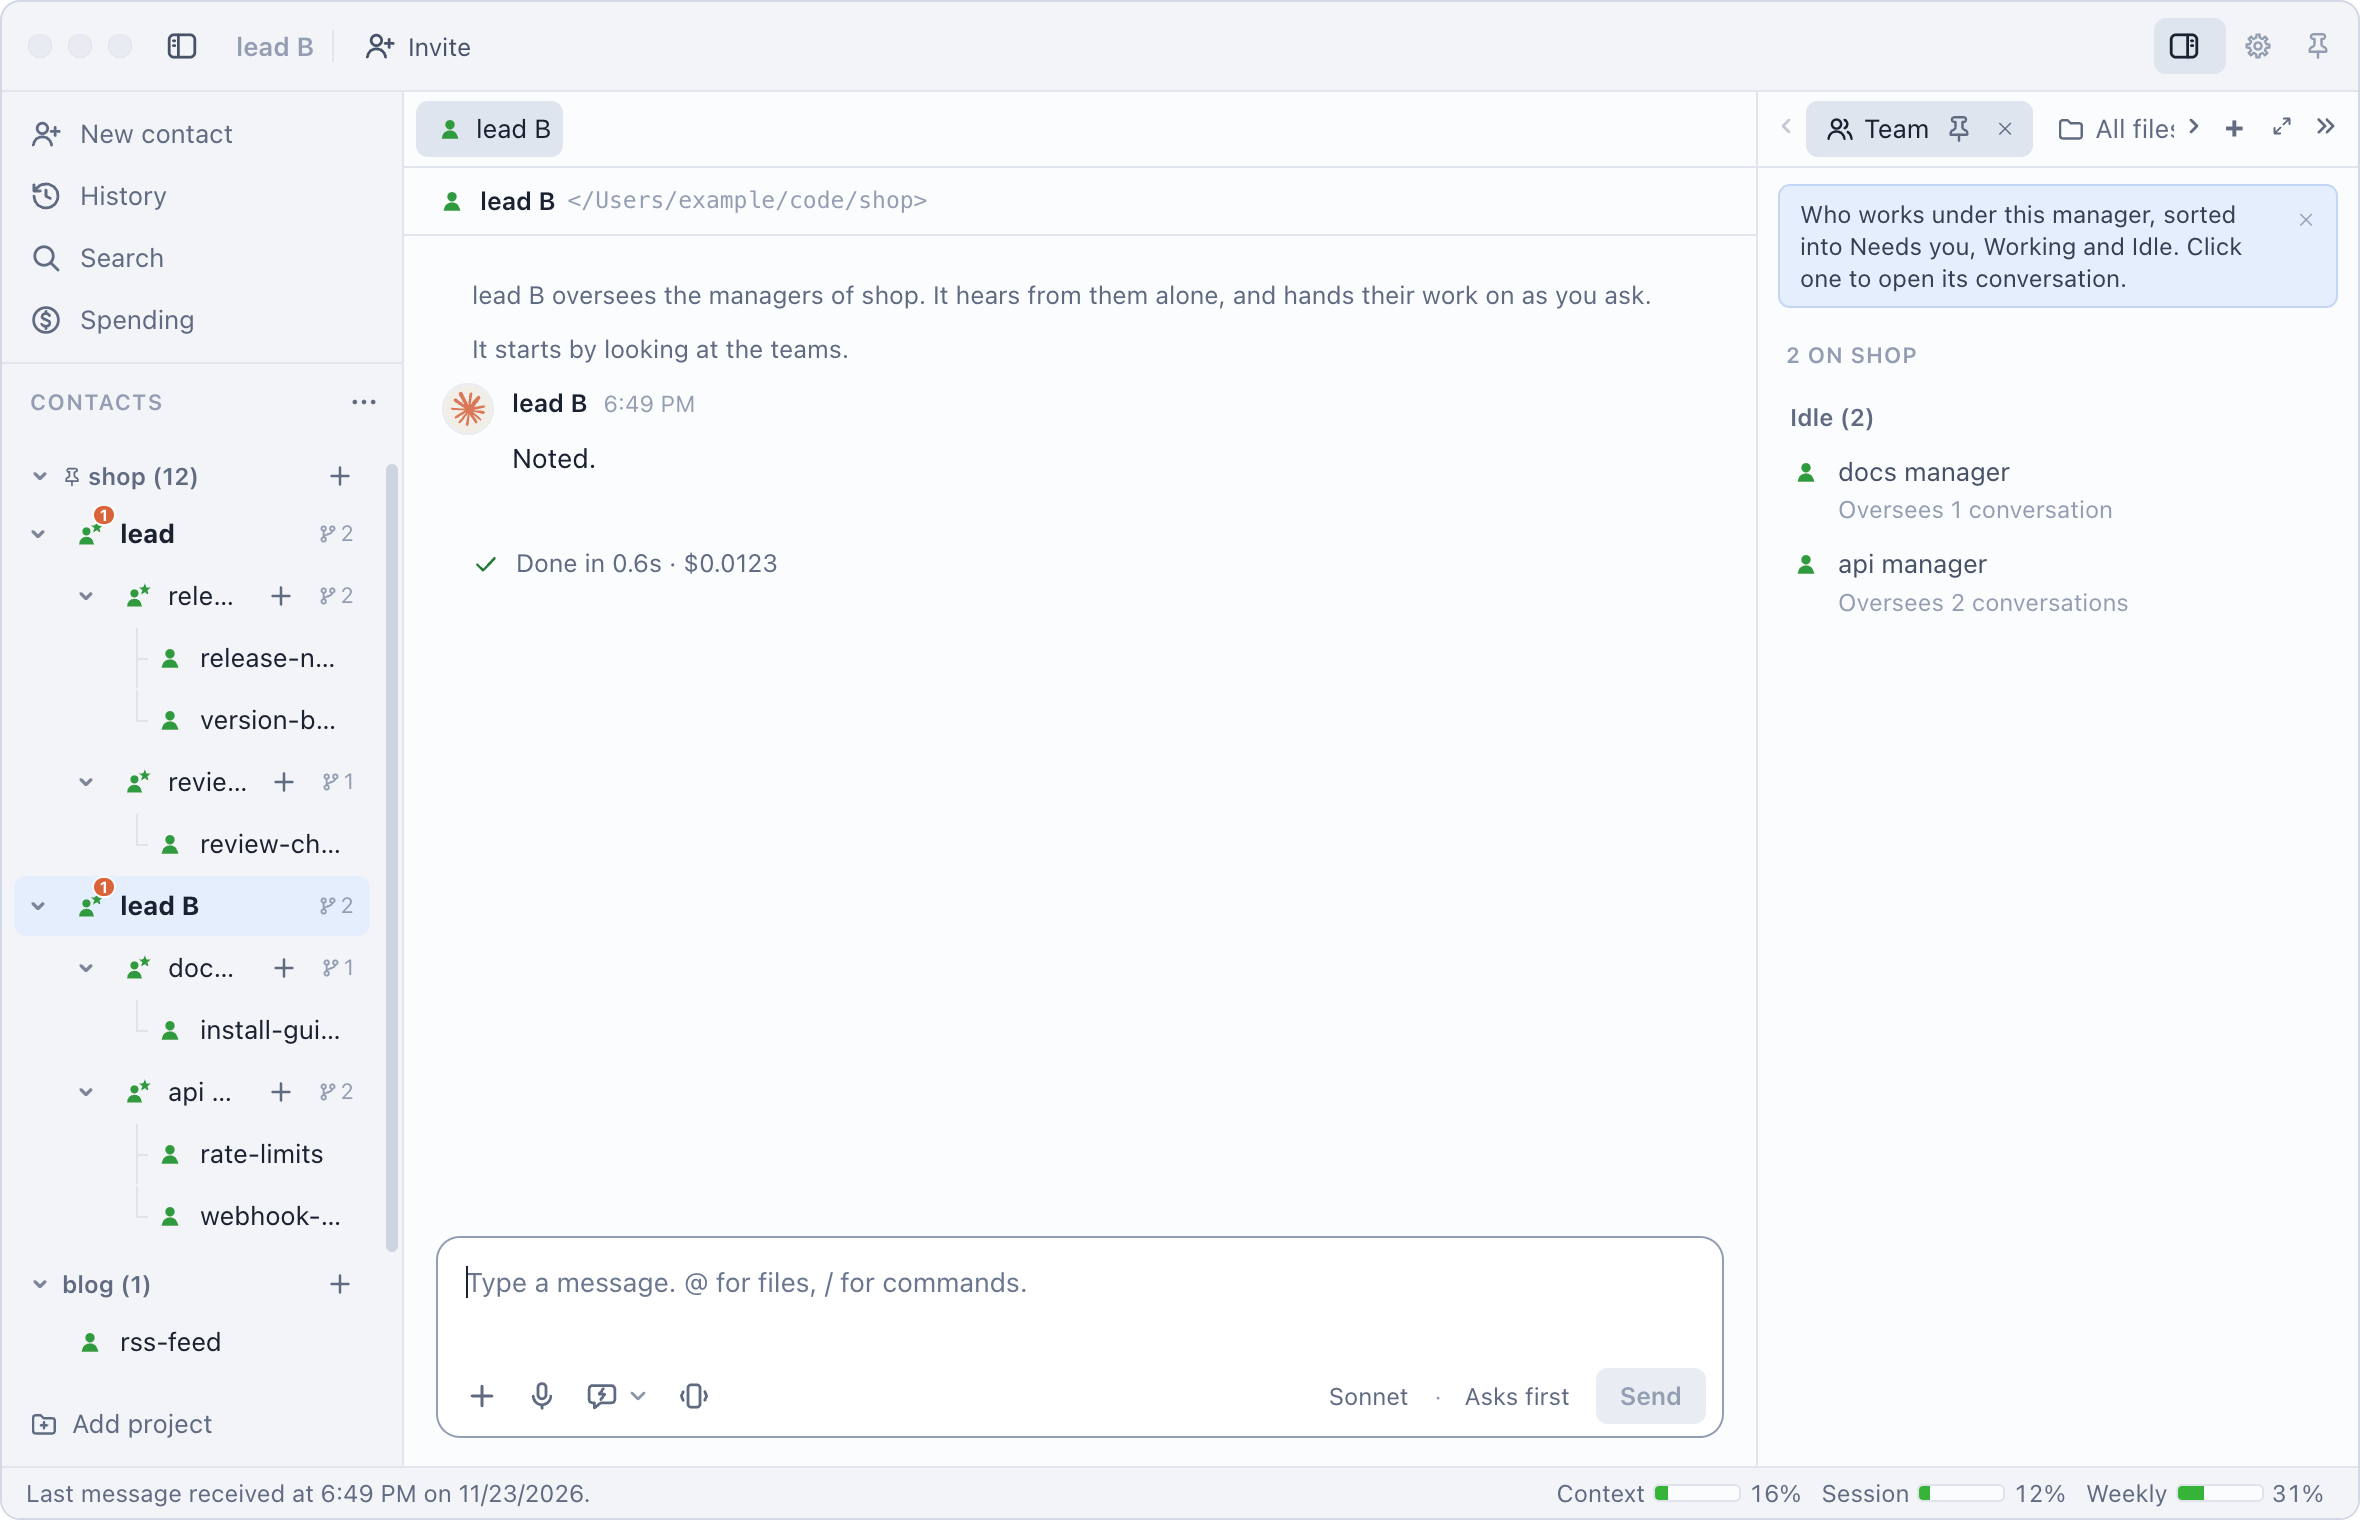 lead B
Invite
New contact
History
Search
Spending
CONTACTS
shop (12)
1
lead
2
rele...
2
release-n...
version-b...
revie...
1
review-ch...
1
lead B
2
doc...
1
install-gui...
api ...
2
rate-limits
webhook-...
blog (1)
rss-feed
Add project
lead B
lead B </Users/example/code/shop>
lead B oversees the managers of shop. It hears from them alone, and hands their work on as you ask.
It starts by looking at the teams.
lead B 6:49 PM
Noted.
Done in 0.6s · $0.0123
Type a message. @ for files, / for commands.
Sonnet · Asks first
Send
Team
All files
Who works under this manager, sorted
into Needs you, Working and Idle. Click
one to open its conversation.
2 ON SHOP
Idle (2)
docs manager
Oversees 1 conversation
api manager
Oversees 2 conversations
Last message received at 6:49 PM on 11/23/2026.
Context 16% Session 12% Weekly 31%